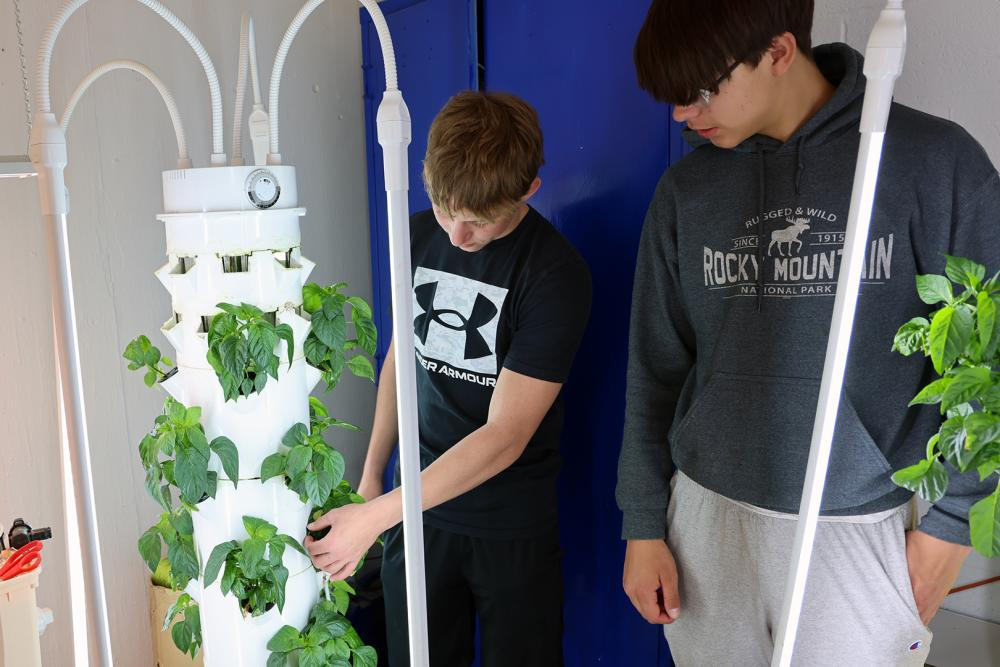 ER ARMOUR
RUGGED & WILD
SINCE 1915
ROCKY MOUNTAIN
NATIONAL PARK